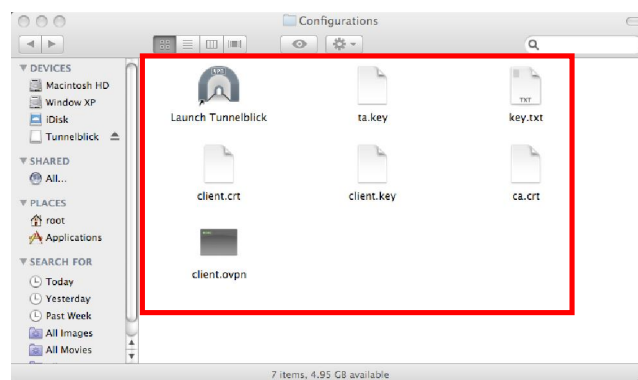 Configurations
DEVICES
Macintosh HD
Window XP
iDisk
Tunnelblick
SHARED
All...
PLACES
root
Applications
SEARCH FOR
Today
Yesterday
Past Week
All Images
All Movies
Launch Tunnelblick
ta.key
TXT
key.txt
client.crt
client.key
ca.crt
client.ovpn
7 items, 4.95 GB available